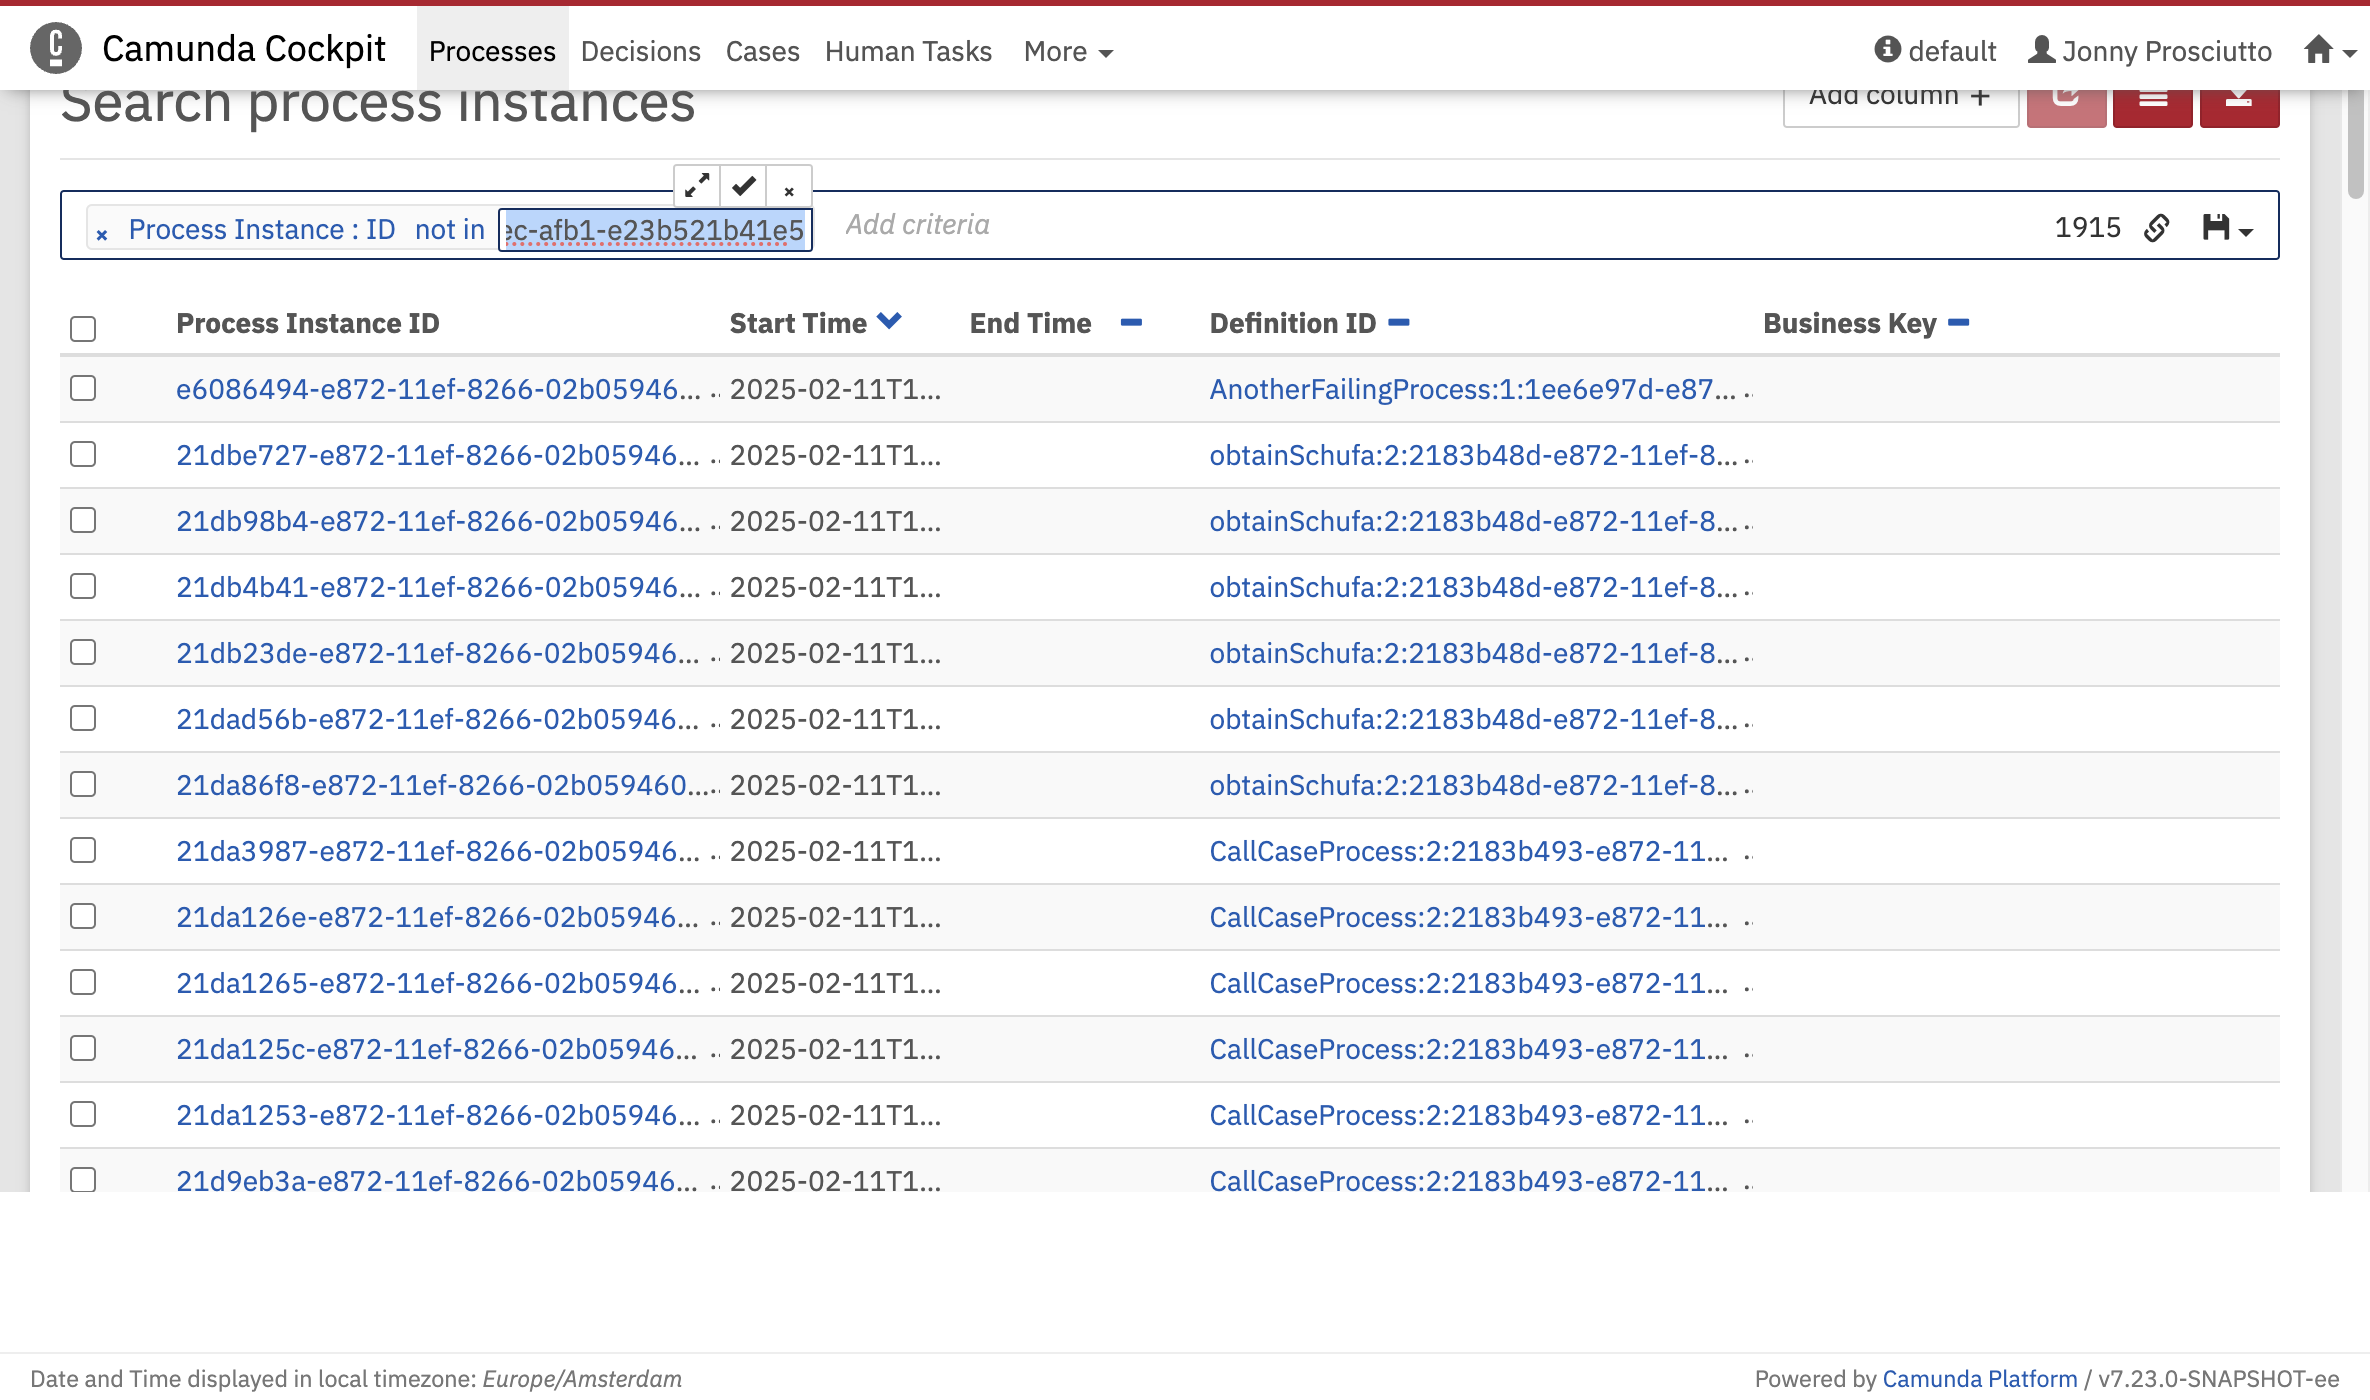 Camunda Cockpit Processes Decisions Cases Human Tasks More default Jonny Prosciutto
Search process instances Add column +
Process Instance : ID not in ec-afb1-e23b521b41e5 Add criteria 1915
Process Instance ID Start Time End Time Definition ID Business Key
e6086494-e872-11ef-8266-02b05946... .. 2025-02-11T1... AnotherFailingProcess:1:1ee6e97d-e87... ..
21dbe727-e872-11ef-8266-02b05946... .. 2025-02-11T1... obtainSchufa:2:2183b48d-e872-11ef-8... ..
21db98b4-e872-11ef-8266-02b05946... .. 2025-02-11T1... obtainSchufa:2:2183b48d-e872-11ef-8... ..
21db4b41-e872-11ef-8266-02b05946... .. 2025-02-11T1... obtainSchufa:2:2183b48d-e872-11ef-8... ..
21db23de-e872-11ef-8266-02b05946... .. 2025-02-11T1... obtainSchufa:2:2183b48d-e872-11ef-8... ..
21dad56b-e872-11ef-8266-02b05946... .. 2025-02-11T1... obtainSchufa:2:2183b48d-e872-11ef-8... ..
21da86f8-e872-11ef-8266-02b059460... .. 2025-02-11T1... obtainSchufa:2:2183b48d-e872-11ef-8... ..
21da3987-e872-11ef-8266-02b05946... .. 2025-02-11T1... CallCaseProcess:2:2183b493-e872-11... ..
21da126e-e872-11ef-8266-02b05946... .. 2025-02-11T1... CallCaseProcess:2:2183b493-e872-11... ..
21da1265-e872-11ef-8266-02b05946... .. 2025-02-11T1... CallCaseProcess:2:2183b493-e872-11... ..
21da125c-e872-11ef-8266-02b05946... .. 2025-02-11T1... CallCaseProcess:2:2183b493-e872-11... ..
21da1253-e872-11ef-8266-02b05946... .. 2025-02-11T1... CallCaseProcess:2:2183b493-e872-11... ..
21d9eb3a-e872-11ef-8266-02b05946... .. 2025-02-11T1... CallCaseProcess:2:2183b493-e872-11... ..
Date and Time displayed in local timezone: Europe/Amsterdam Powered by Camunda Platform / v7.23.0-SNAPSHOT-ee